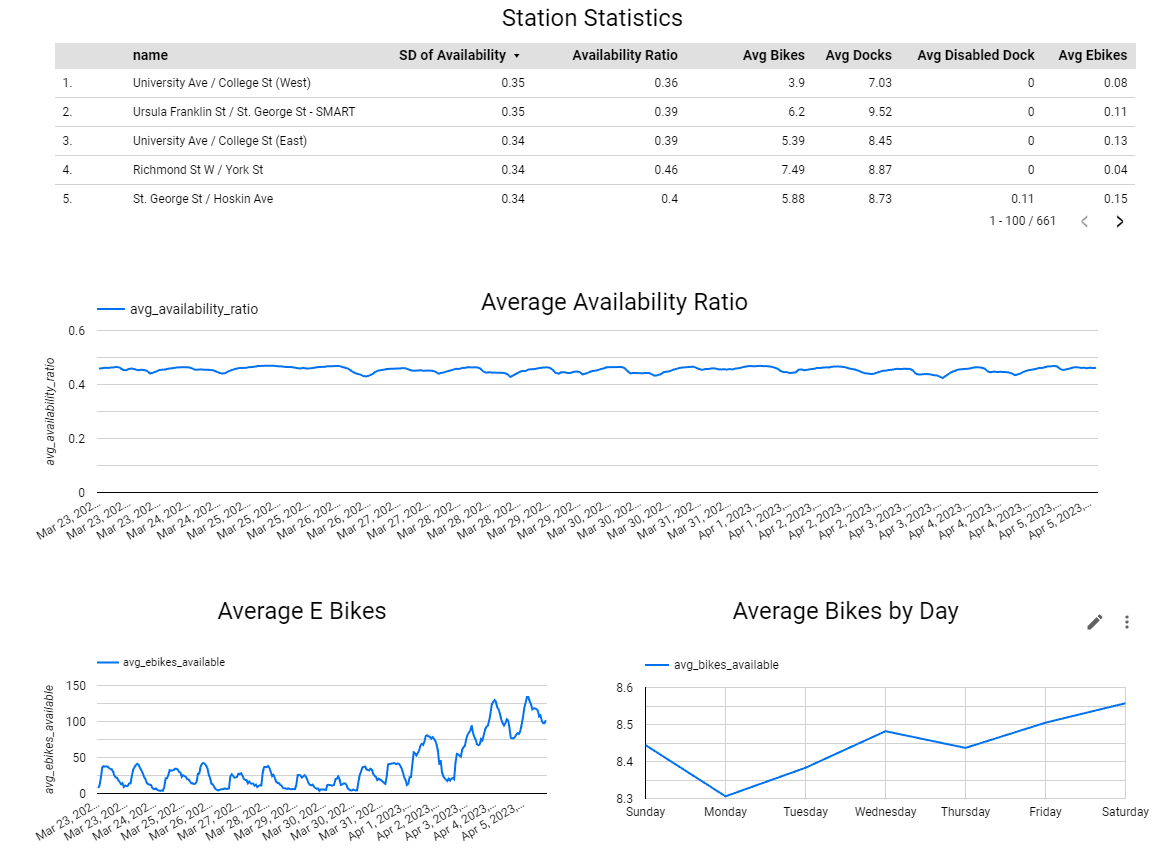 Station Statistics
name SD of Availability Availability Ratio Avg Bikes Avg Docks Avg Disabled Dock Avg Ebikes
1. University Ave / College St (West) 0.35 0.36 3.9 7.03 0 0.08
2. Ursula Franklin St / St. George St - SMART 0.35 0.39 6.2 9.52 0 0.11
3. University Ave / College St (East) 0.34 0.39 5.39 8.45 0 0.13
4. Richmond St W / York St 0.34 0.46 7.49 8.87 0 0.04
5. St. George St / Hoskin Ave 0.34 0.4 5.88 8.73 0.11 0.15
1 - 100 / 661
Average Availability Ratio
avg_availability_ratio
avg_availability_ratio
0.6
0.4
0.2
0
Mar 23, 202... Mar 23, 202... Mar 23, 202... Mar 24, 202... Mar 24, 202... Mar 25, 202... Mar 25, 202... Mar 25, 202... Mar 26, 202... Mar 26, 202... Mar 27, 202... Mar 27, 202... Mar 27, 202... Mar 28, 202... Mar 28, 202... Mar 28, 202... Mar 29, 202... Mar 29, 202... Mar 30, 202... Mar 30, 202... Mar 30, 202... Mar 31, 202... Mar 31, 202... Apr 1, 2023,... Apr 1, 2023,... Apr 2, 2023,... Apr 2, 2023,... Apr 2, 2023,... Apr 3, 2023,... Apr 3, 2023,... Apr 4, 2023,... Apr 4, 2023,... Apr 4, 2023,... Apr 5, 2023,... Apr 5, 2023,...
Average E Bikes
avg_ebikes_available
avg_ebikes_available
150
100
50
0
Mar 23, 202... Mar 23, 202... Mar 24, 202... Mar 25, 202... Mar 26, 202... Mar 27, 202... Mar 28, 202... Mar 29, 202... Mar 30, 202... Mar 30, 202... Mar 31, 202... Apr 1, 2023,... Apr 2, 2023,... Apr 3, 2023,... Apr 4, 2023,... Apr 5, 2023,...
Average Bikes by Day
avg_bikes_available
8.6
8.5
8.4
8.3
Sunday Monday Tuesday Wednesday Thursday Friday Saturday